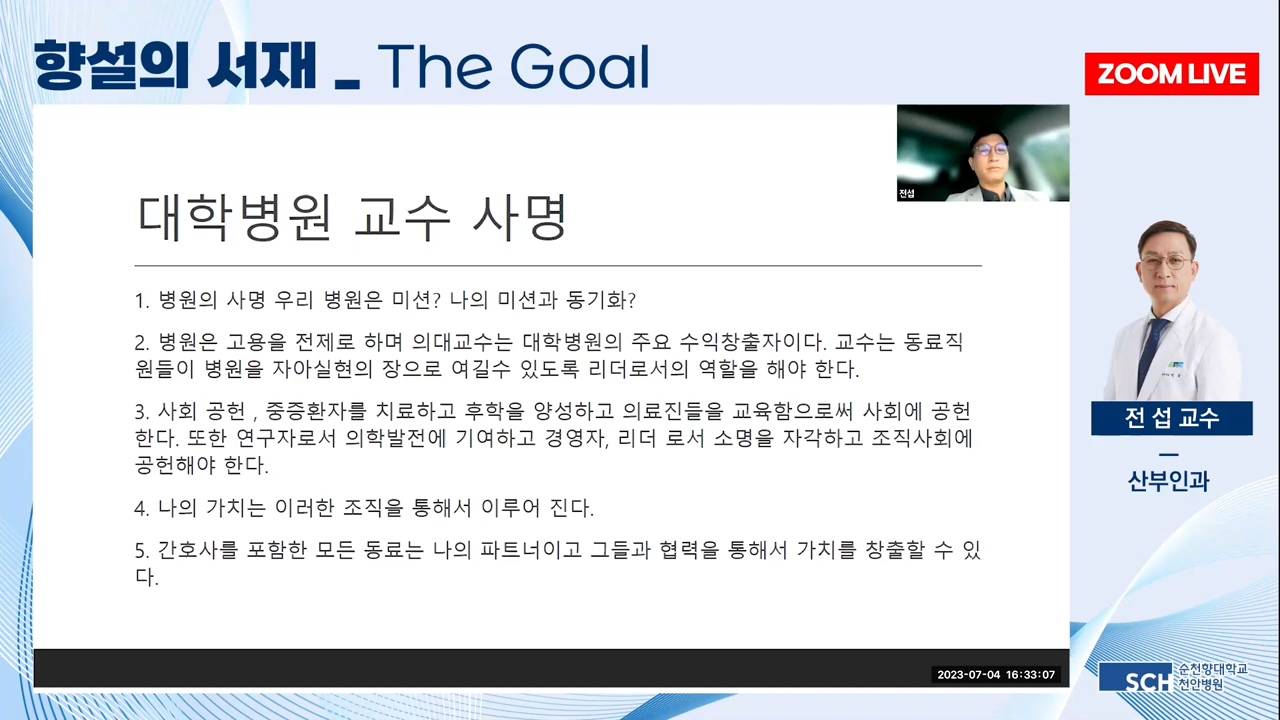 향설의 서재 _ The Goal
ZOOM LIVE
전섭
대학병원 교수 사명
1. 병원의 사명 우리 병원은 미션? 나의 미션과 동기화?
2. 병원은 고용을 전제로 하며 의대교수는 대학병원의 주요 수익창출자이다. 교수는 동료직
원들이 병원을 자아실현의 장으로 여길수 있도록 리더로서의 역할을 해야 한다.
3. 사회 공헌 , 중증환자를 치료하고 후학을 양성하고 의료진들을 교육함으로써 사회에 공헌
한다. 또한 연구자로서 의학발전에 기여하고 경영자, 리더 로서 소명을 자각하고 조직사회에
공헌해야 한다.
4. 나의 가치는 이러한 조직을 통해서 이루어 진다.
5. 간호사를 포함한 모든 동료는 나의 파트너이고 그들과 협력을 통해서 가치를 창출할 수 있
다.
전 섭 교수
산부인과
2023-07-04 16:33:07
SCH 순천향대학교
천안병원